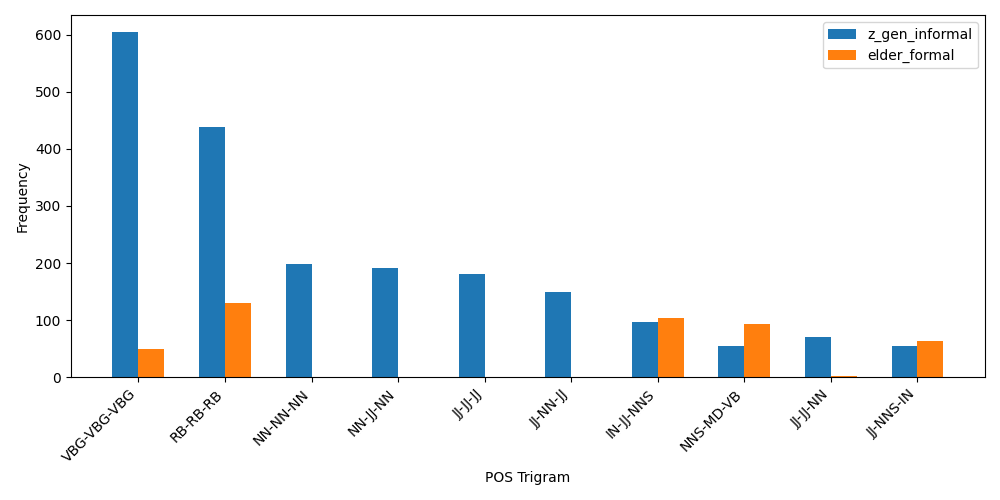 z_gen_informal
elder_formal
Frequency
600
500
400
300
200
100
0
VBG-VBG-VBG
RB-RB-RB
NN-NN-NN
NN-JJ-NN
JJ-JJ-JJ
JJ-NN-JJ
IN-JJ-NNS
NNS-MD-VB
JJ-JJ-NN
JJ-NNS-IN
POS Trigram